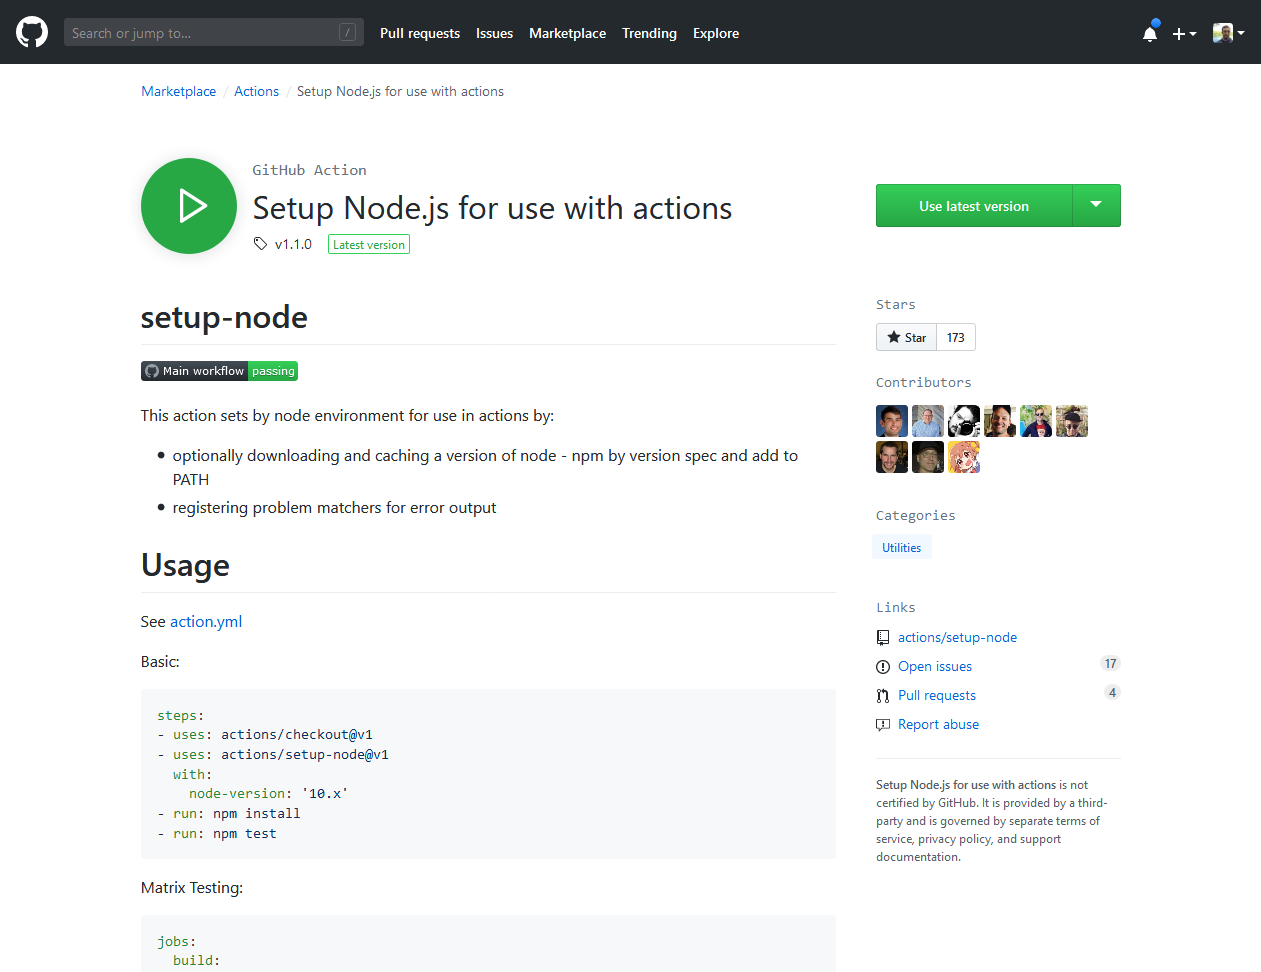 Search or jump to... /
Pull requests Issues Marketplace Trending Explore
Marketplace / Actions / Setup Node.js for use with actions
GitHub Action
Setup Node.js for use with actions
v1.1.0 Latest version
Use latest version
setup-node
Main workflow passing
This action sets by node environment for use in actions by:
• optionally downloading and caching a version of node - npm by version spec and add to
PATH
• registering problem matchers for error output
Usage
See action.yml
Basic:
steps:
- uses: actions/checkout@v1
- uses: actions/setup-node@v1
with:
node-version: '10.x'
- run: npm install
- run: npm test
Matrix Testing:
jobs:
build:
Stars
Star 173
Contributors
Categories
Utilities
Links
actions/setup-node
Open issues 17
Pull requests 4
Report abuse
Setup Node.js for use with actions is not
certified by GitHub. It is provided by a third-
party and is governed by separate terms of
service, privacy policy, and support
documentation.